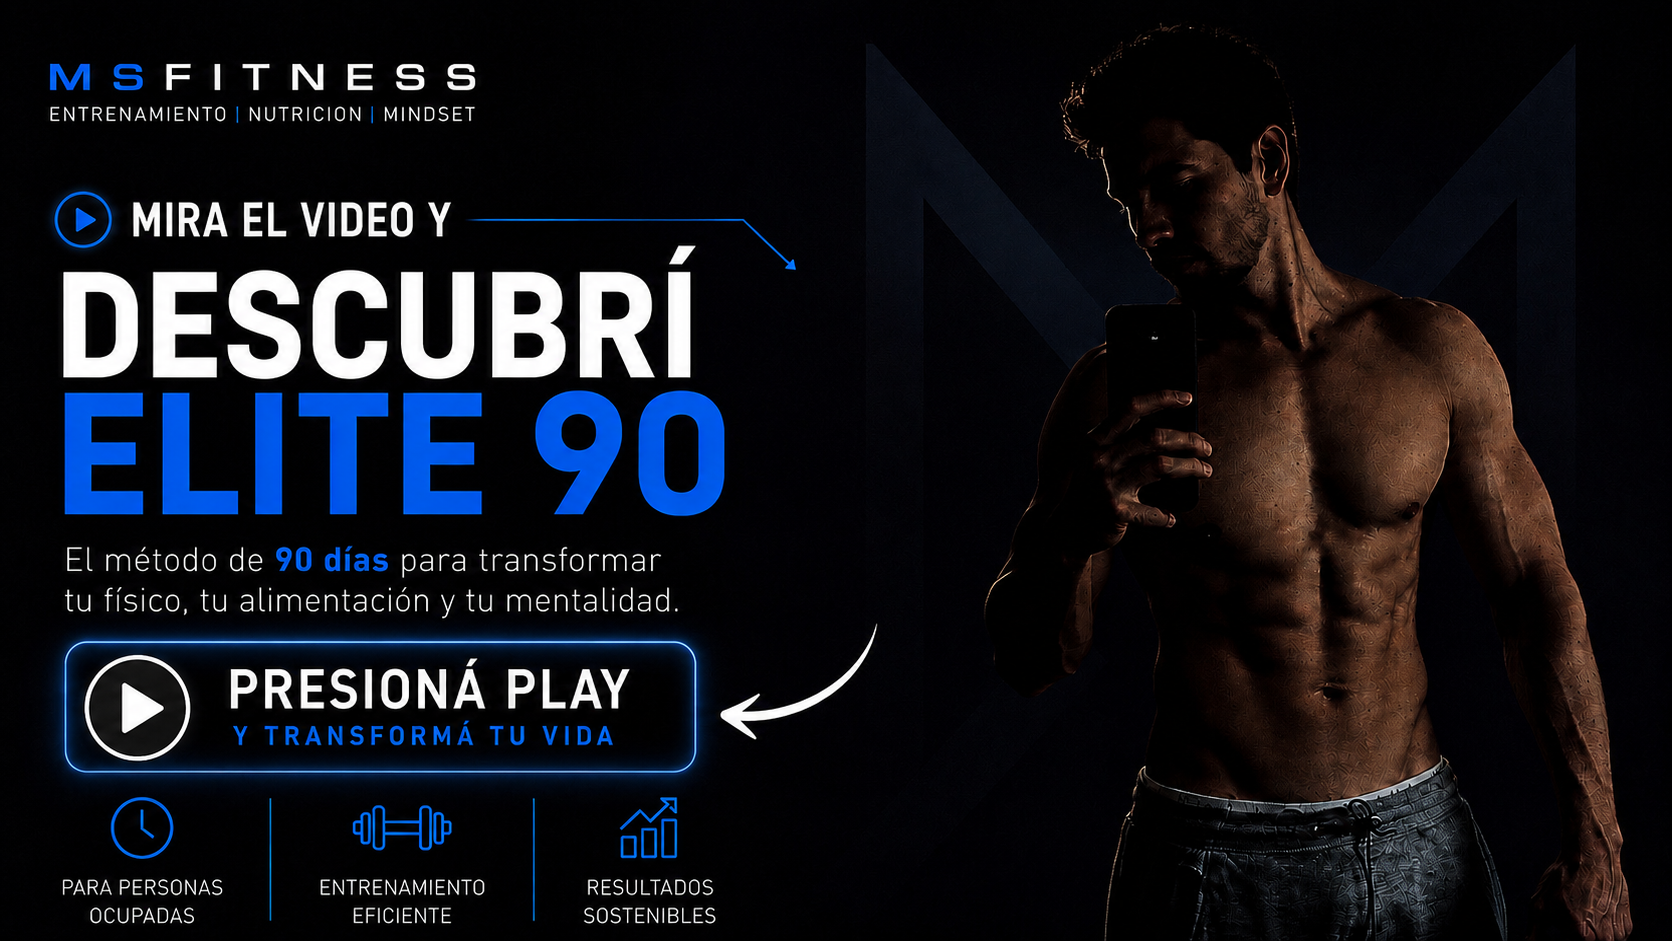 MSFITNESS
ENTRENAMIENTO | NUTRICION | MINDSET
MIRA EL VIDEO Y
DESCUBRÍ
ELITE 90
El método de 90 días para transformar
tu físico, tu alimentación y tu mentalidad.
PRESIONÁ PLAY
Y TRANSFORMÁ TU VIDA
PARA PERSONAS
OCUPADAS
ENTRENAMIENTO
EFICIENTE
RESULTADOS
SOSTENIBLES